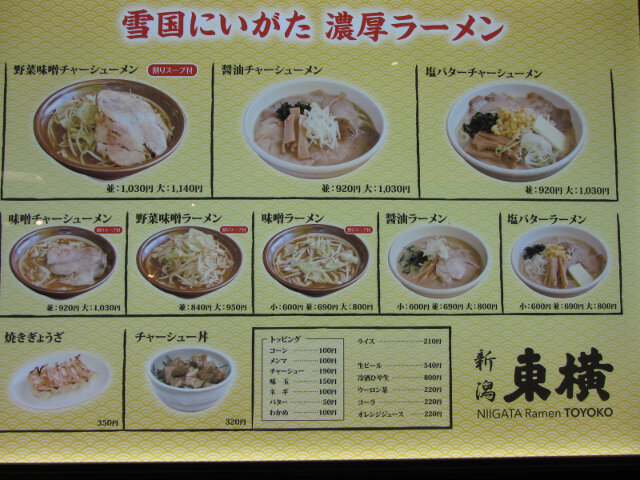 雪国にいがた 濃厚ラーメン
野菜味噌チャーシューメン
割りスープ付
並：1,030円 大：1,140円
醤油チャーシューメン
並：920円 大：1,030円
塩バターチャーシューメン
並：920円 大：1,030円
味噌チャーシューメン
割りスープ付
並：920円 大：1,030円
野菜味噌ラーメン
割りスープ付
並：840円 大：950円
味噌ラーメン
割りスープ付
小：600円 並：690円 大：800円
醤油ラーメン
小：600円 並：690円 大：800円
塩バターラーメン
小：600円 並：690円 大：800円
焼きぎょうざ
350円
チャーシュー丼
320円
トッピング
コーン 100円
メンマ 100円
チャーシュー 190円
味玉 150円
ネギ 100円
バター 50円
わかめ 100円
ライス 210円
生ビール 540円
冷酒ひや生 800円
ウーロン茶 220円
コーラ 220円
オレンジジュース 220円
新潟 東横
NIIGATA Ramen TOYOKO